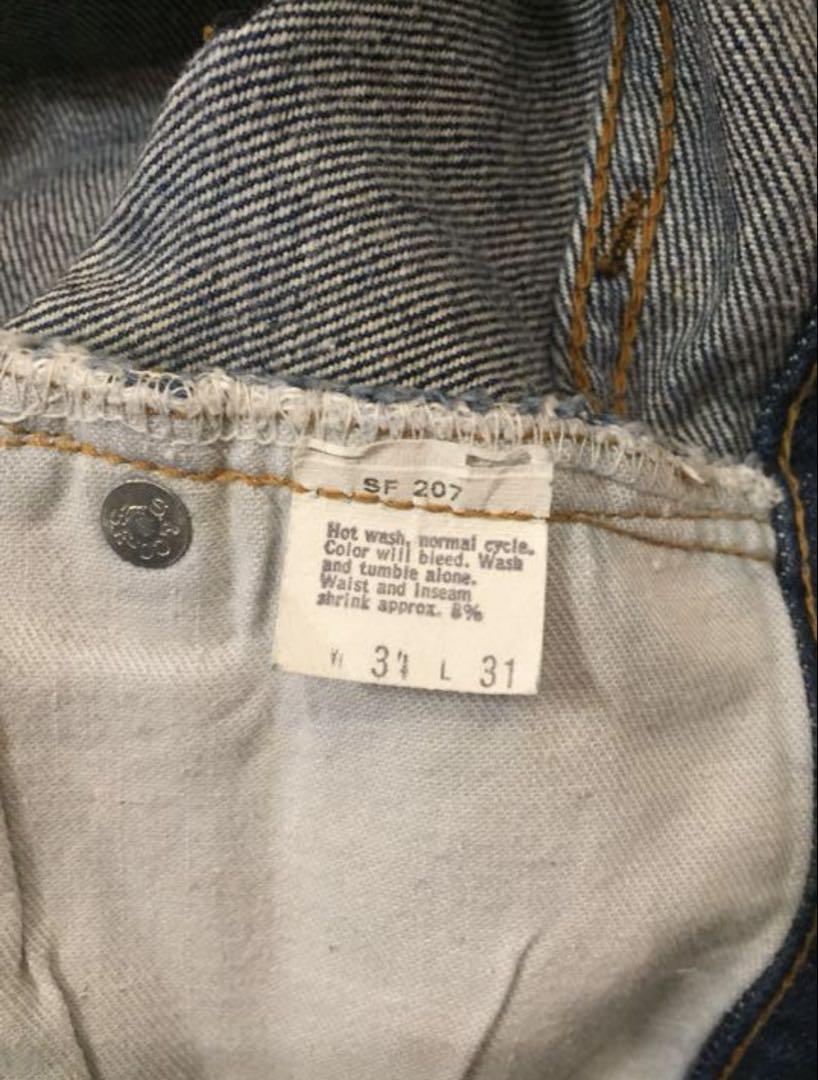 SF 207
Hot wash, normal cycle.
Color will bleed. Wash
and tumble alone.
Waist and Inseam
shrink approx. 8%
W 34 L 31